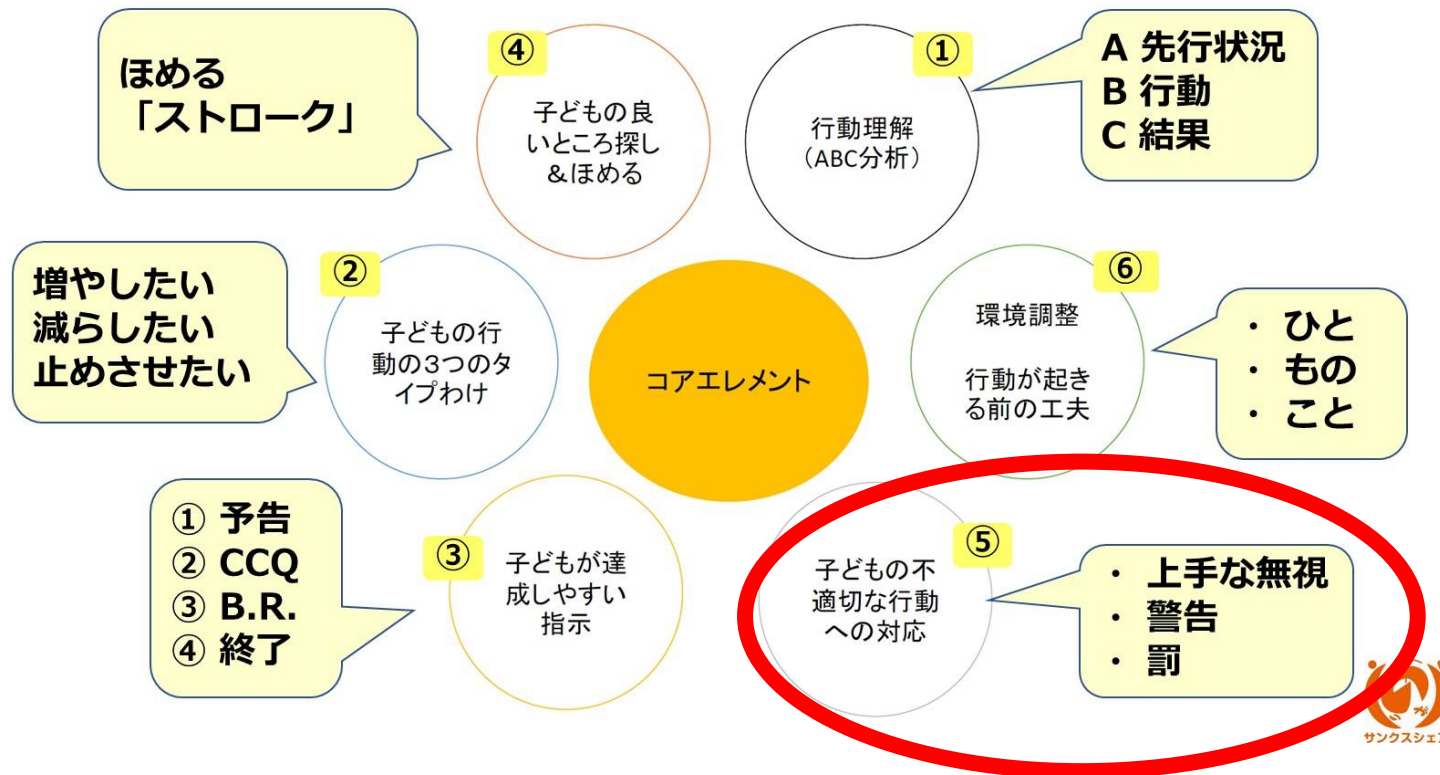 ほめる
「ストローク」
④
子どもの良
いところ探し
&ほめる
①
行動理解
（ABC分析）
A 先行状況
B 行動
C 結果
増やしたい
減らしたい
止めさせたい
②
子どもの行
動の3つのタ
イプわけ
コアエレメント
⑥
環境調整
行動が起き
る前の工夫
・ ひと
・ もの
・ こと
① 予告
② CCQ
③ B.R.
④ 終了
③
子どもが達
成しやすい
指示
⑤
子どもの不
適切な行動
への対応
・ 上手な無視
・ 警告
・ 罰
サンクスシェア